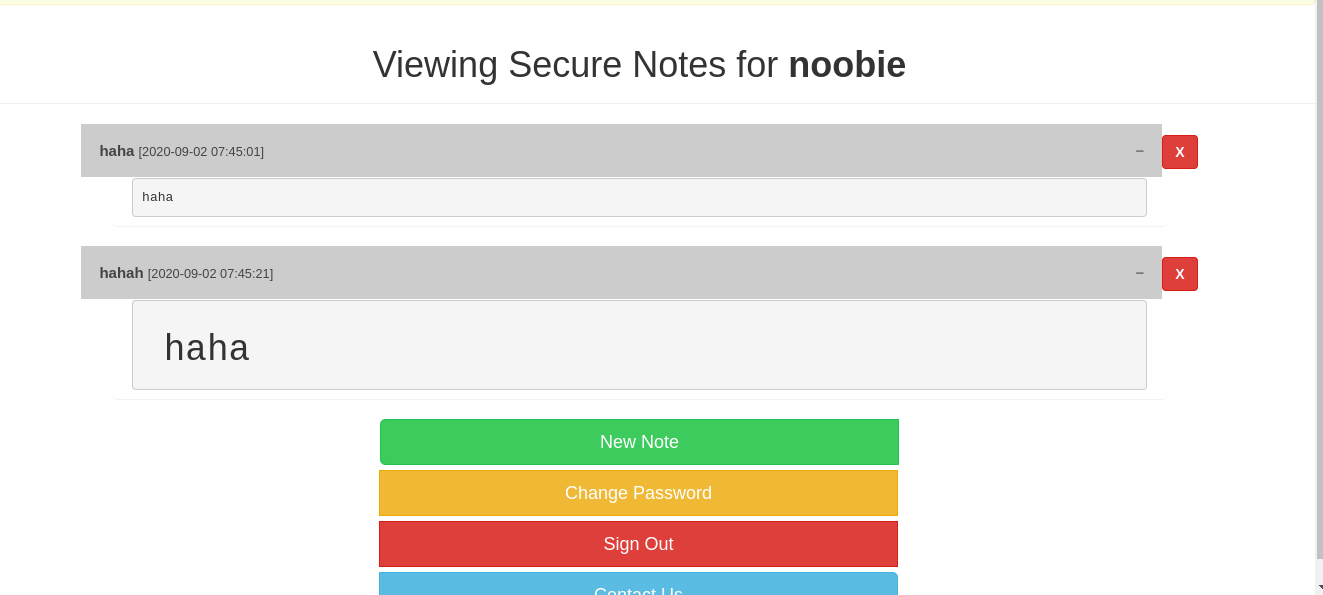 Viewing Secure Notes for noobie
haha [2020-09-02 07:45:01] − X
haha
hahah [2020-09-02 07:45:21] − X
haha
New Note
Change Password
Sign Out
Contact Us